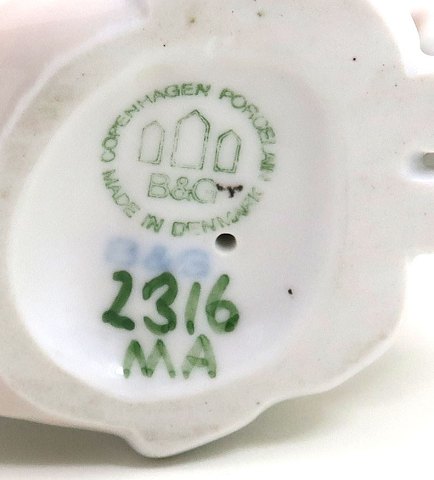 COPENHAGEN PORCELAIN
B&G
MADE IN DENMARK
B&G
2316
MA